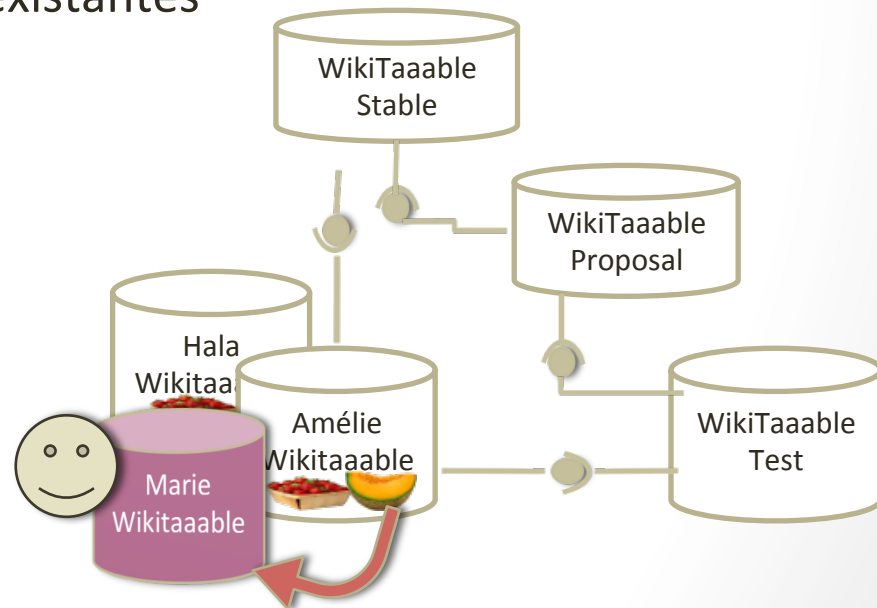 existantes
WikiTaaable
Stable
WikiTaaable
Proposal
Hala
Wikitaa
Amélie
Wikitaaable
WikiTaaable
Test
Marie
Wikitaaable